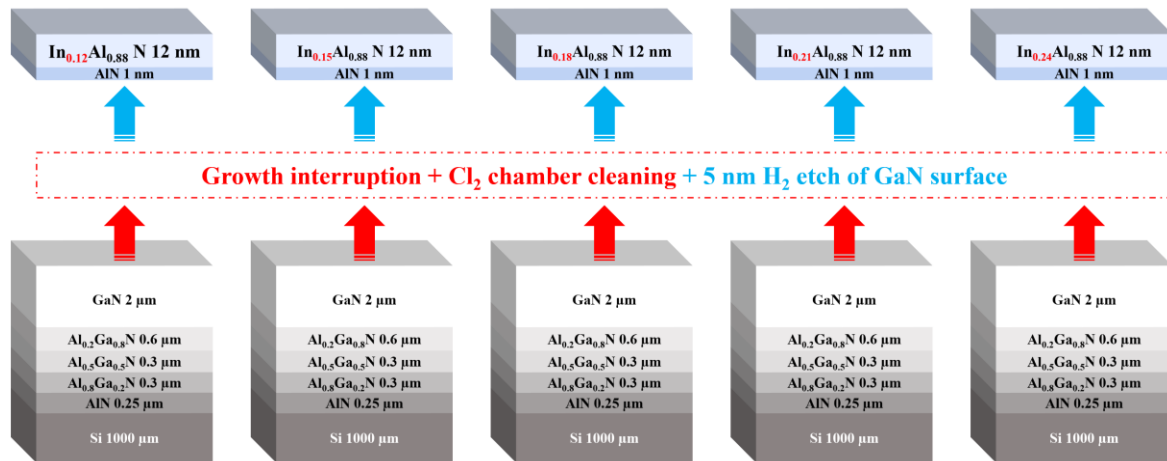 In₀.₁₂Al₀.₈₈ N 12 nm
AlN 1 nm
In₀.₁₅Al₀.₈₈ N 12 nm
AlN 1 nm
In₀.₁₈Al₀.₈₈ N 12 nm
AlN 1 nm
In₀.₂₁Al₀.₈₈ N 12 nm
AlN 1 nm
In₀.₂₄Al₀.₈₈ N 12 nm
AlN 1 nm
Growth interruption + Cl₂ chamber cleaning + 5 nm H₂ etch of GaN surface
GaN 2 μm
Al₀.₂Ga₀.₈N 0.6 μm
Al₀.₅Ga₀.₅N 0.3 μm
Al₀.₈Ga₀.₂N 0.3 μm
AlN 0.25 μm
Si 1000 μm
GaN 2 μm
Al₀.₂Ga₀.₈N 0.6 μm
Al₀.₅Ga₀.₅N 0.3 μm
Al₀.₈Ga₀.₂N 0.3 μm
AlN 0.25 μm
Si 1000 μm
GaN 2 μm
Al₀.₂Ga₀.₈N 0.6 μm
Al₀.₅Ga₀.₅N 0.3 μm
Al₀.₈Ga₀.₂N 0.3 μm
AlN 0.25 μm
Si 1000 μm
GaN 2 μm
Al₀.₂Ga₀.₈N 0.6 μm
Al₀.₅Ga₀.₅N 0.3 μm
Al₀.₈Ga₀.₂N 0.3 μm
AlN 0.25 μm
Si 1000 μm
GaN 2 μm
Al₀.₂Ga₀.₈N 0.6 μm
Al₀.₅Ga₀.₅N 0.3 μm
Al₀.₈Ga₀.₂N 0.3 μm
AlN 0.25 μm
Si 1000 μm